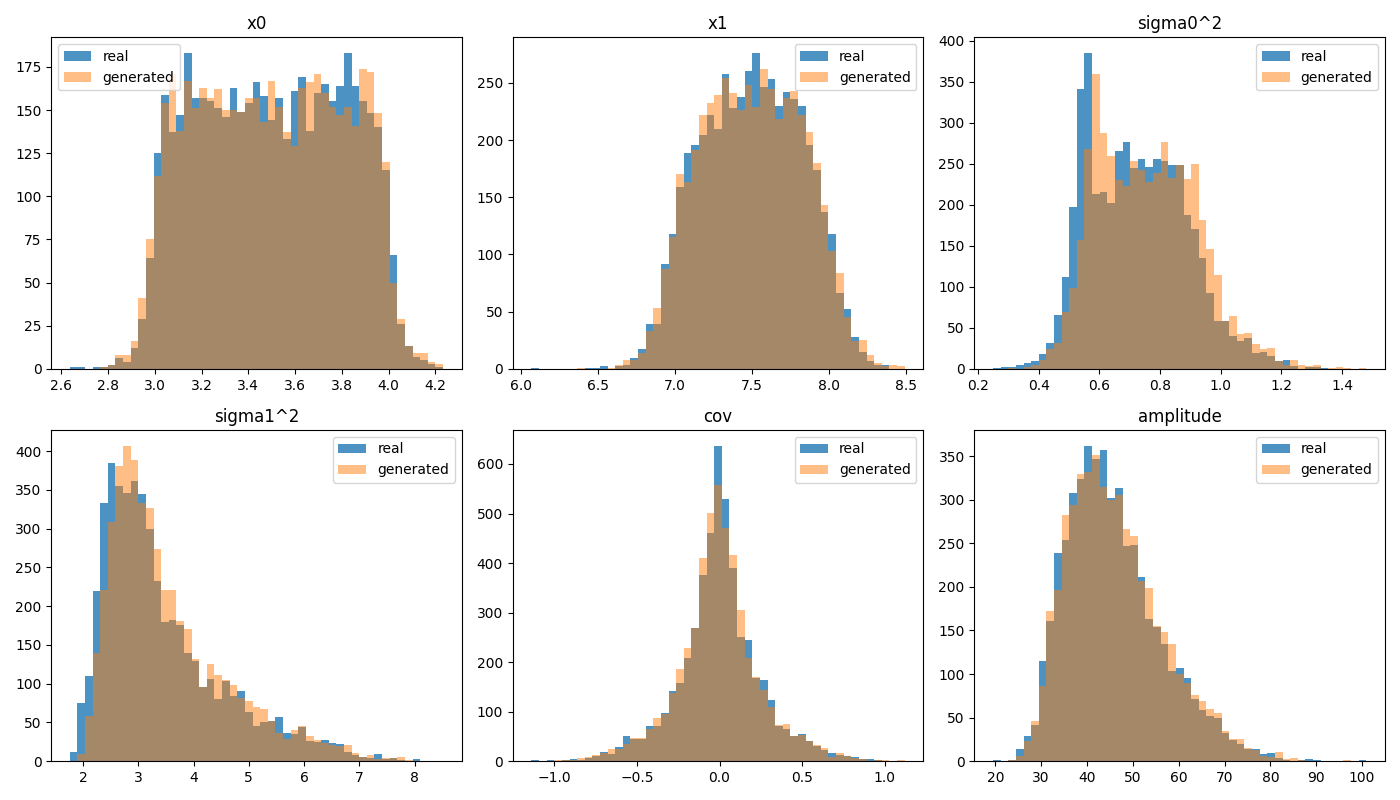 x0
real
generated
175
150
125
100
75
50
25
0
2.6 2.8 3.0 3.2 3.4 3.6 3.8 4.0 4.2
x1
real
generated
250
200
150
100
50
0
6.0 6.5 7.0 7.5 8.0 8.5
sigma0^2
real
generated
400
350
300
250
200
150
100
50
0
0.2 0.4 0.6 0.8 1.0 1.2 1.4
sigma1^2
real
generated
400
350
300
250
200
150
100
50
0
2 3 4 5 6 7 8
cov
real
generated
600
500
400
300
200
100
0
−1.0 −0.5 0.0 0.5 1.0
amplitude
real
generated
350
300
250
200
150
100
50
0
20 30 40 50 60 70 80 90 100